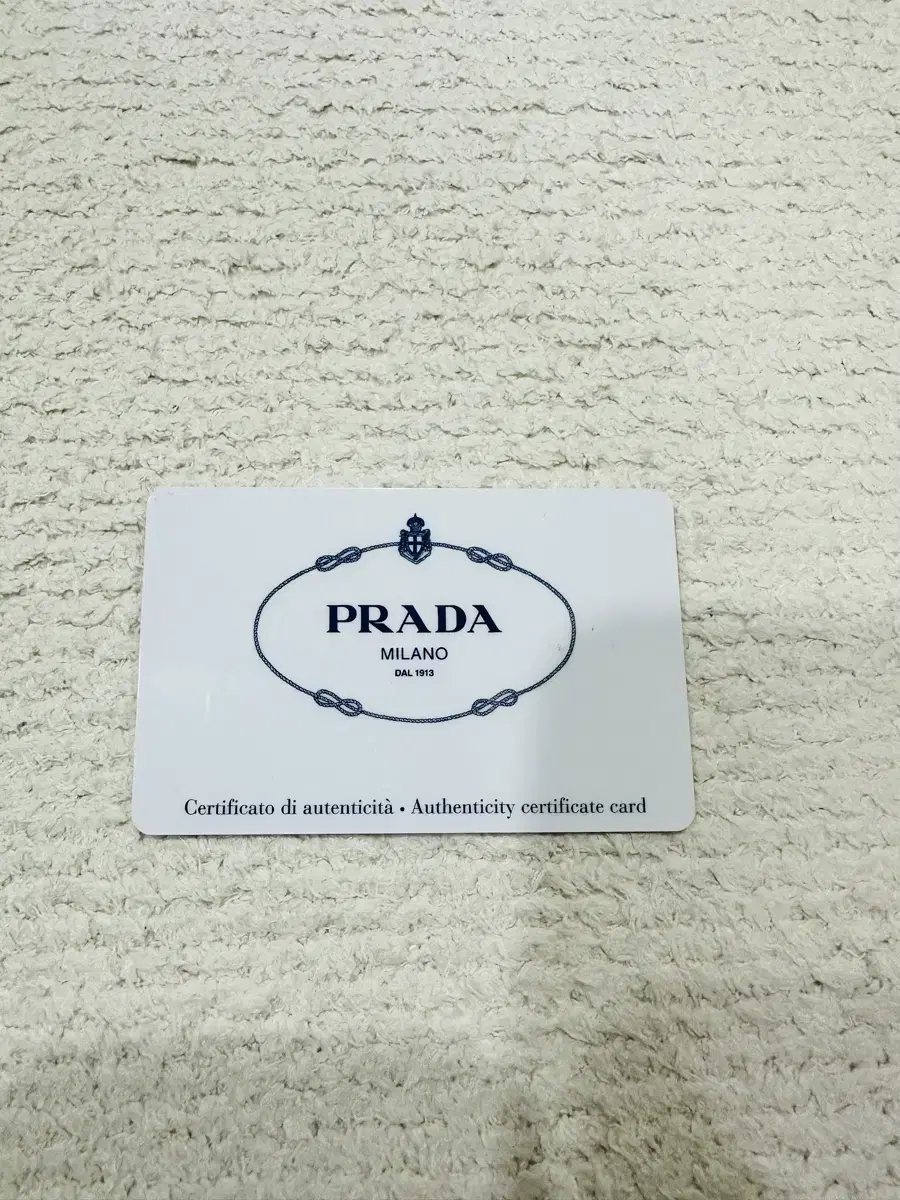 PRADA
MILANO
DAL 1913
Certificato di autenticità • Authenticity certificate card